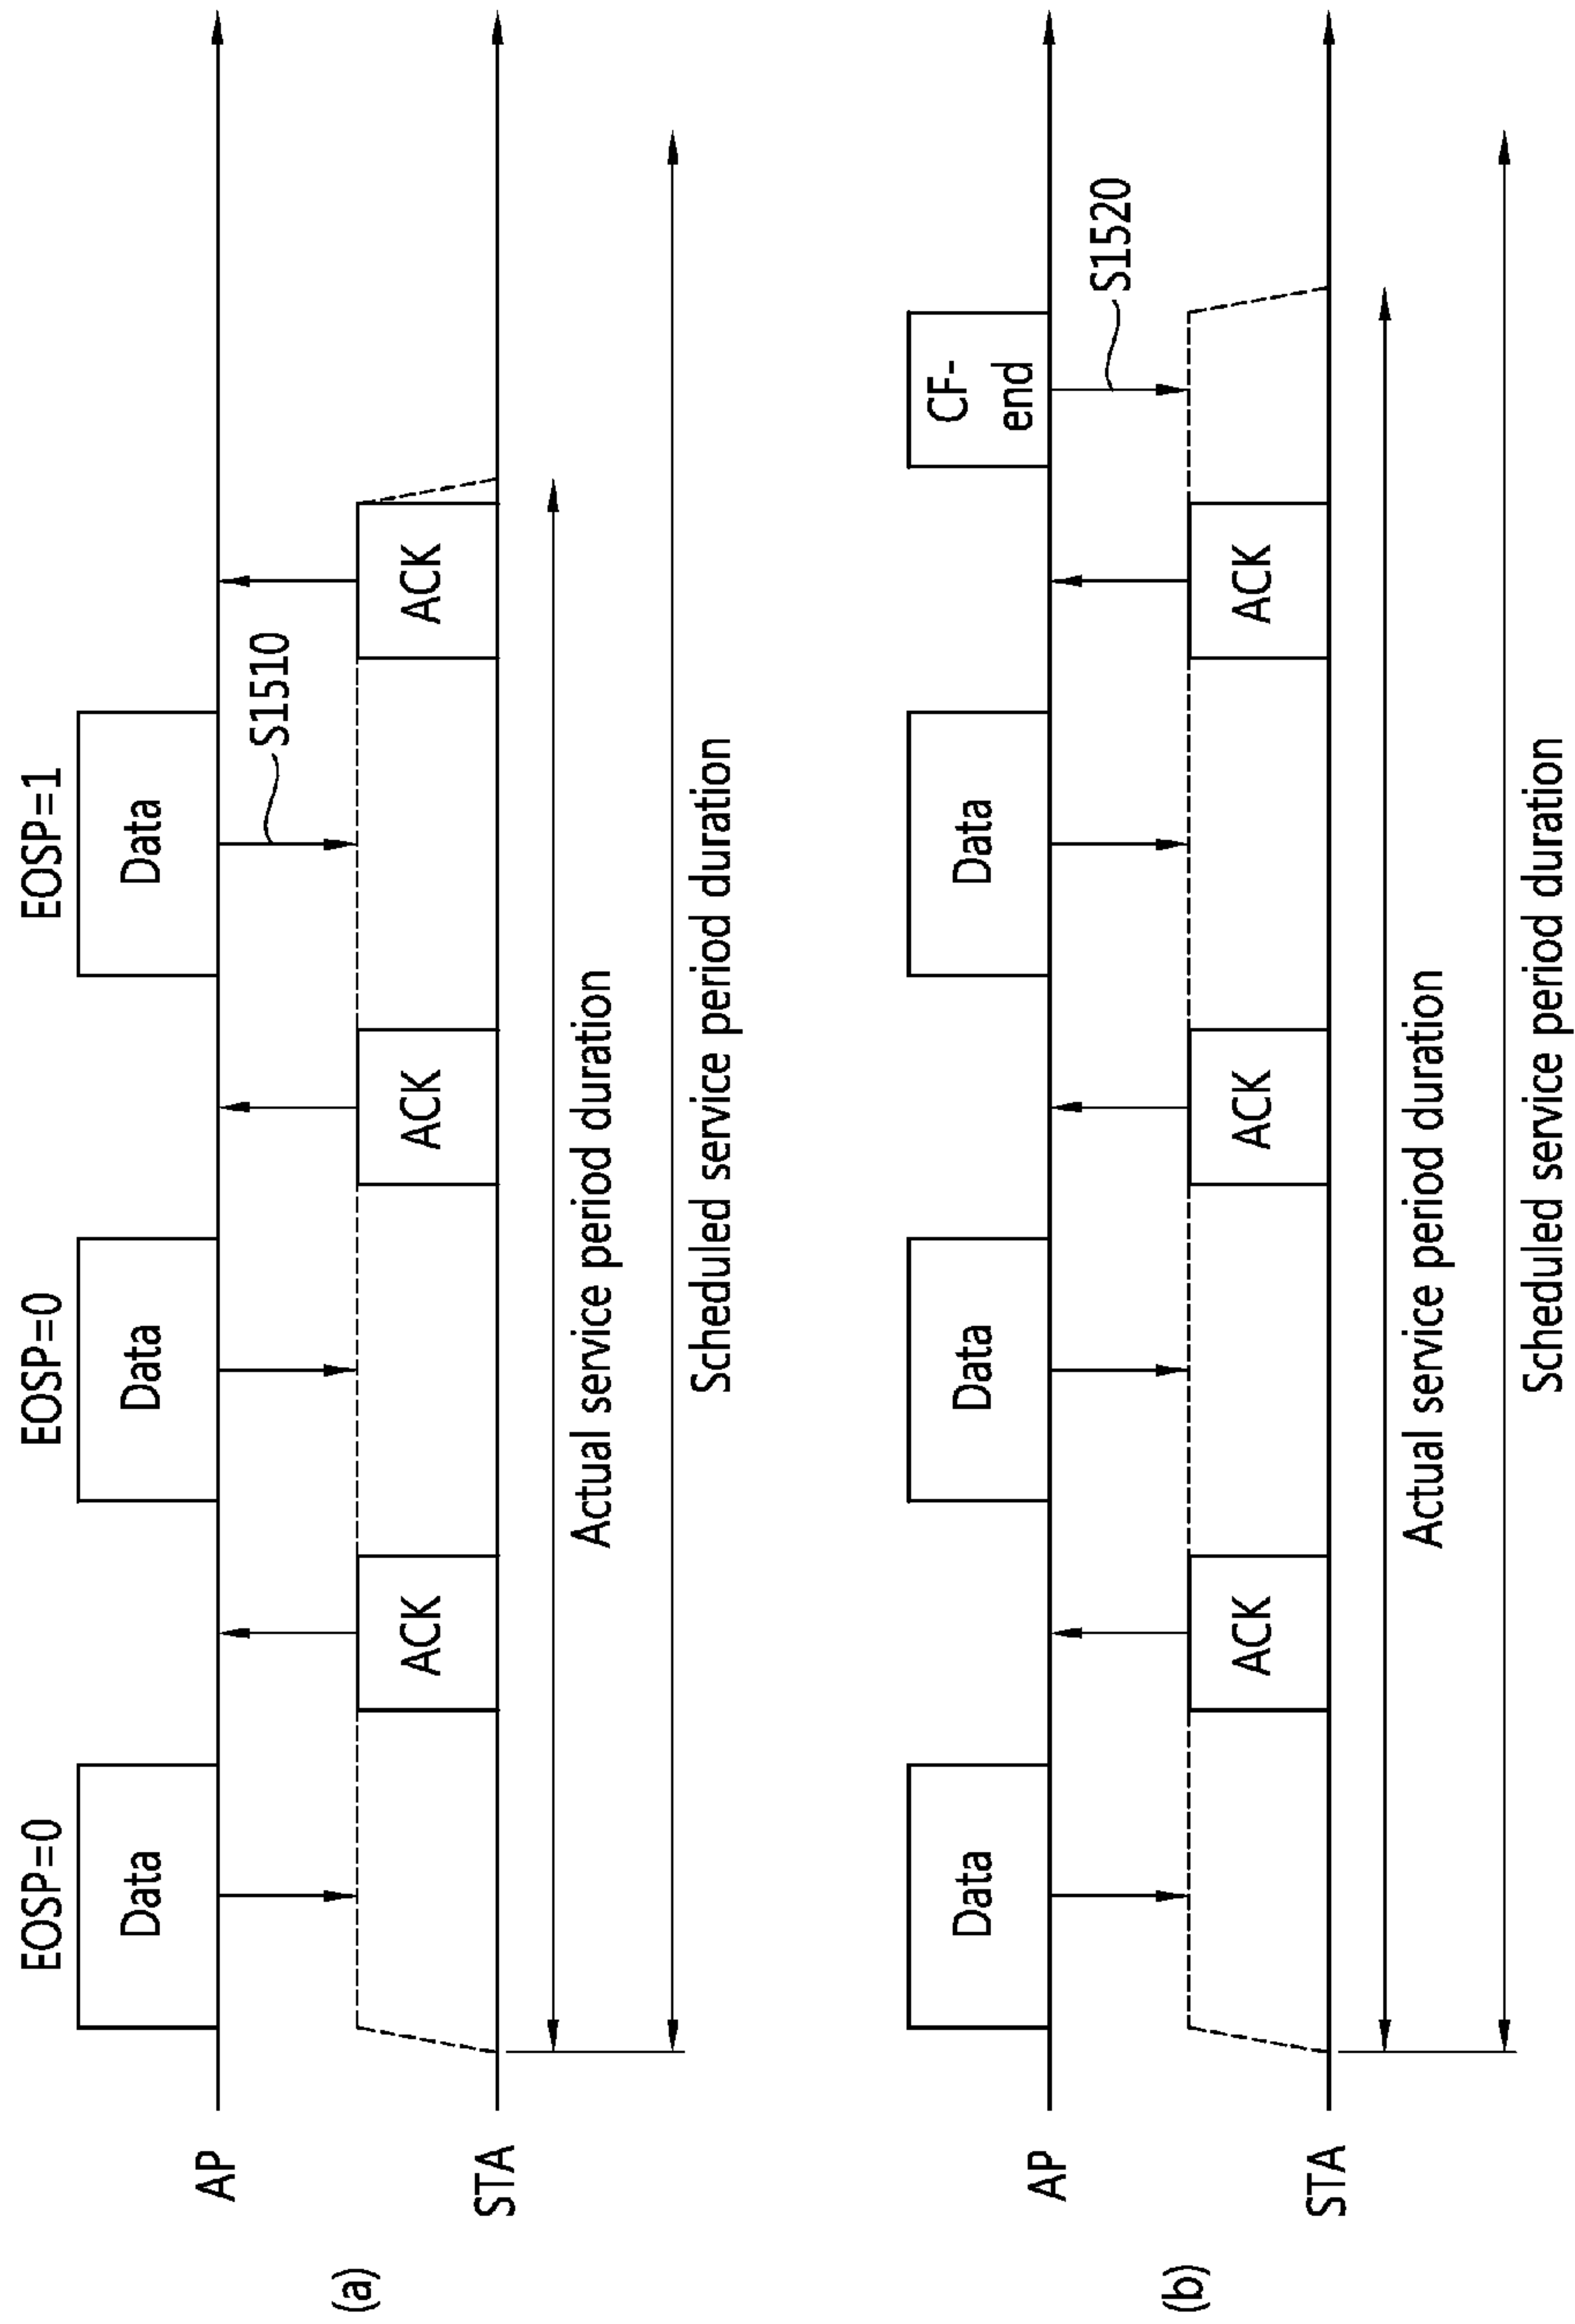 EOSP=0
EOSP=0
EOSP=1
Data
Data
Data
AP
S1510
ACK
ACK
ACK
STA
(a)
Actual service period duration
Scheduled service period duration
Data
Data
Data
CF-
end
AP
S1520
ACK
ACK
ACK
STA
(b)
Actual service period duration
Scheduled service period duration